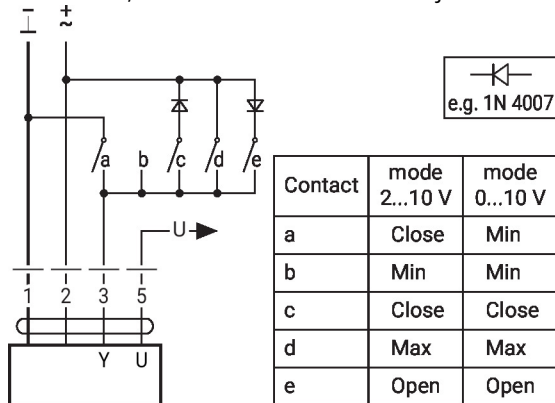 ⊥ ~
− +
e.g. 1N 4007
a b c d e
U
1 2 3 5
Y U
Contact mode 2...10 V mode 0...10 V
a Close Min
b Min Min
c Close Close
d Max Max
e Open Open